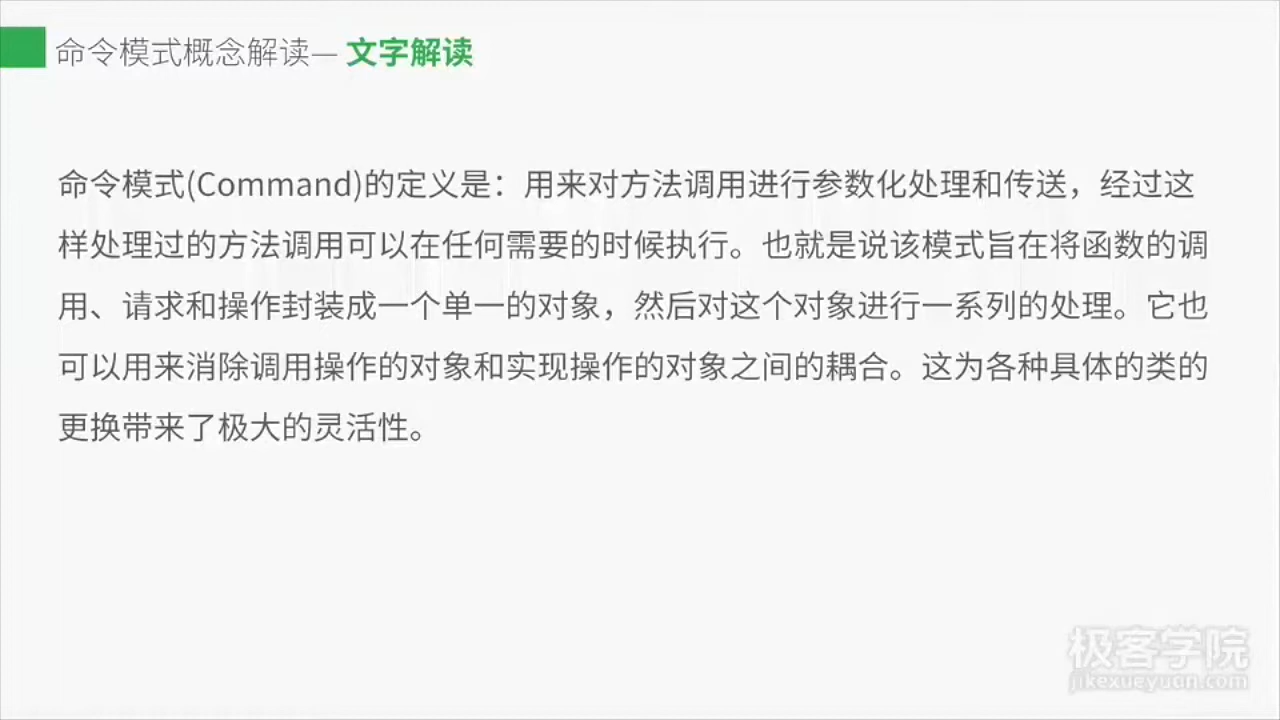 命令模式概念解读— 文字解读
命令模式(Command)的定义是：用来对方法调用进行参数化处理和传送，经过这
样处理过的方法调用可以在任何需要的时候执行。也就是说该模式旨在将函数的调
用、请求和操作封装成一个单一的对象，然后对这个对象进行一系列的处理。它也
可以用来消除调用操作的对象和实现操作的对象之间的耦合。这为各种具体的类的
更换带来了极大的灵活性。
极客学院
jikexueyuan.com